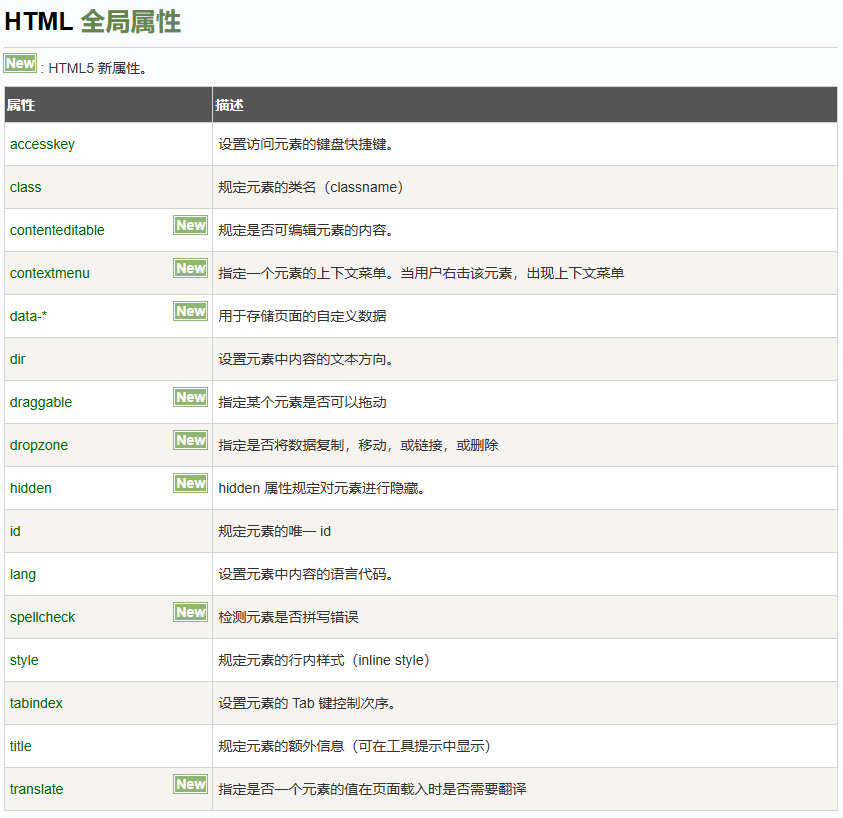 HTML 全局属性
New : HTML5 新属性。
属性 描述
accesskey 设置访问元素的键盘快捷键。
class 规定元素的类名（classname）
contenteditable New 规定是否可编辑元素的内容。
contextmenu New 指定一个元素的上下文菜单。当用户右击该元素，出现上下文菜单
data-* New 用于存储页面的自定义数据
dir 设置元素中内容的文本方向。
draggable New 指定某个元素是否可以拖动
dropzone New 指定是否将数据复制，移动，或链接，或删除
hidden New hidden 属性规定对元素进行隐藏。
id 规定元素的唯一 id
lang 设置元素中内容的语言代码。
spellcheck New 检测元素是否拼写错误
style 规定元素的行内样式（inline style）
tabindex 设置元素的 Tab 键控制次序。
title 规定元素的额外信息（可在工具提示中显示）
translate New 指定是否一个元素的值在页面载入时是否需要翻译